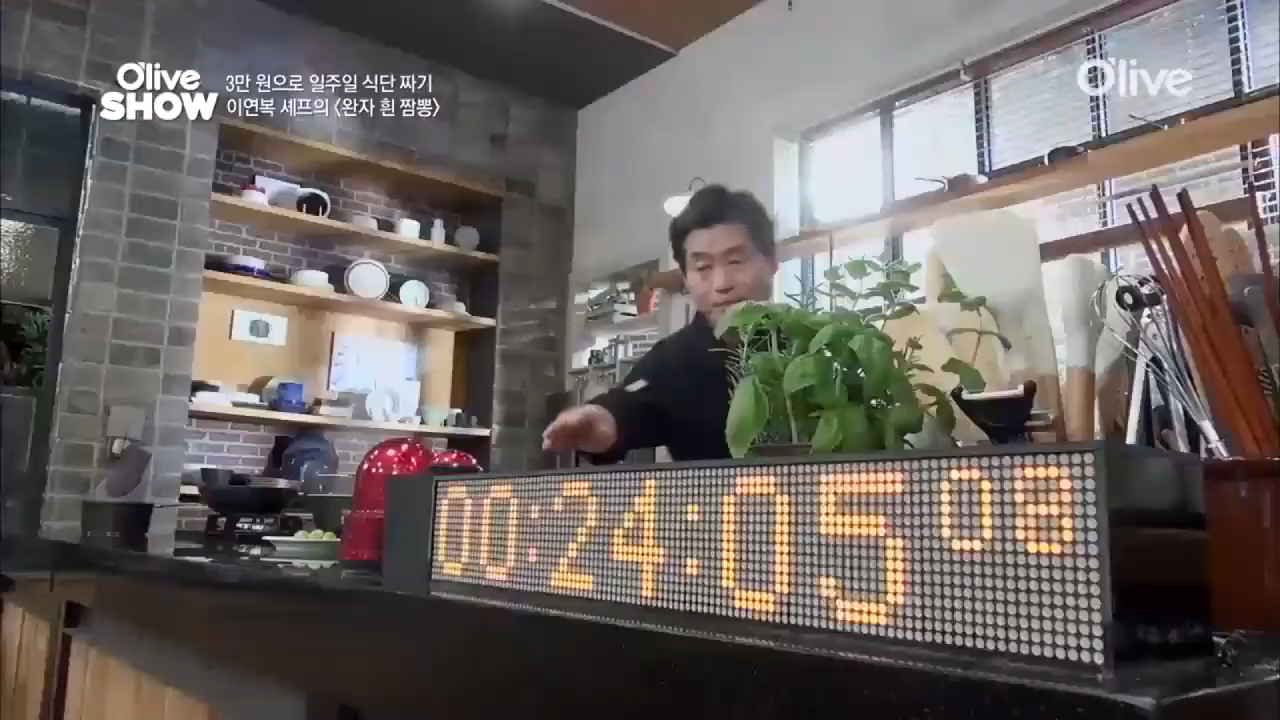 O'live
SHOW
3만 원으로 일주일 식단 짜기
이연복 셰프의 〈완자 흰 짬뽕〉
O'live
00:24:05 08